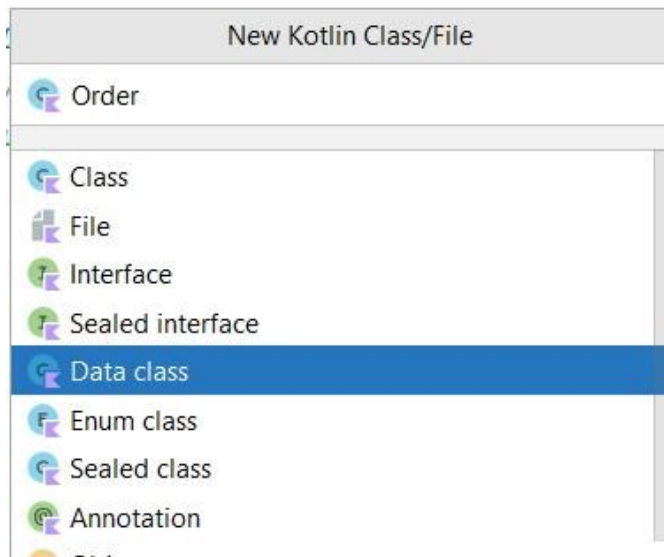 New Kotlin Class/File
Order
Class
File
Interface
Sealed interface
Data class
Enum class
Sealed class
Annotation